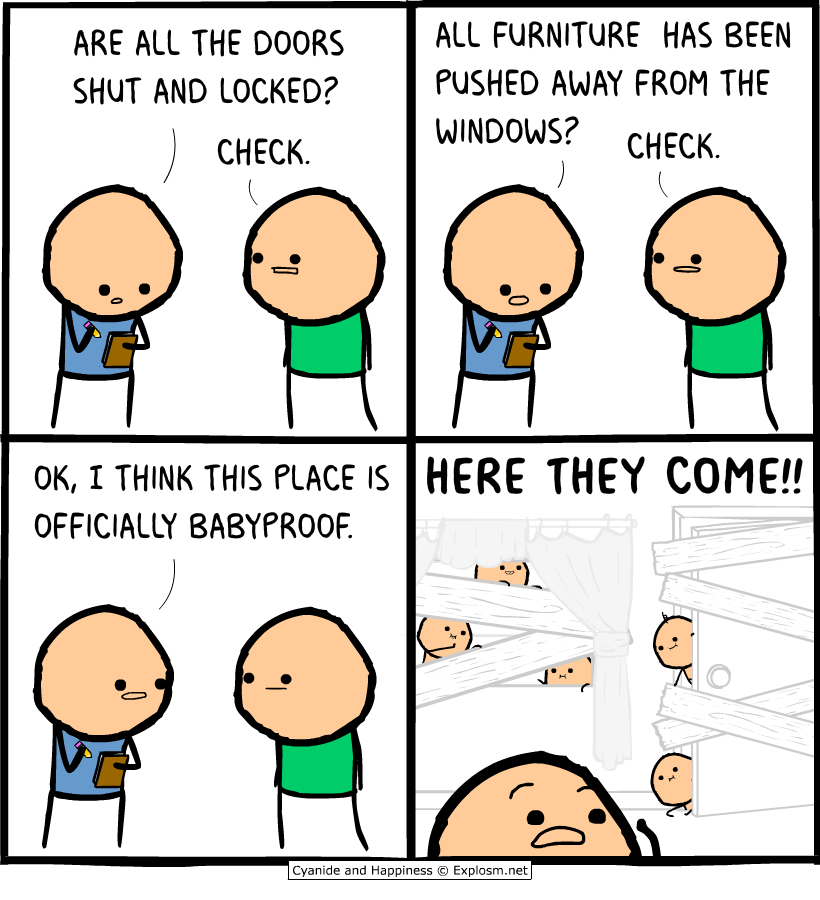 ARE ALL THE DOORS
SHUT AND LOCKED?
CHECK.
ALL FURNITURE HAS BEEN
PUSHED AWAY FROM THE
WINDOWS?
CHECK.
OK, I THINK THIS PLACE IS
OFFICIALLY BABYPROOF.
HERE THEY COME!!
Cyanide and Happiness © Explosm.net